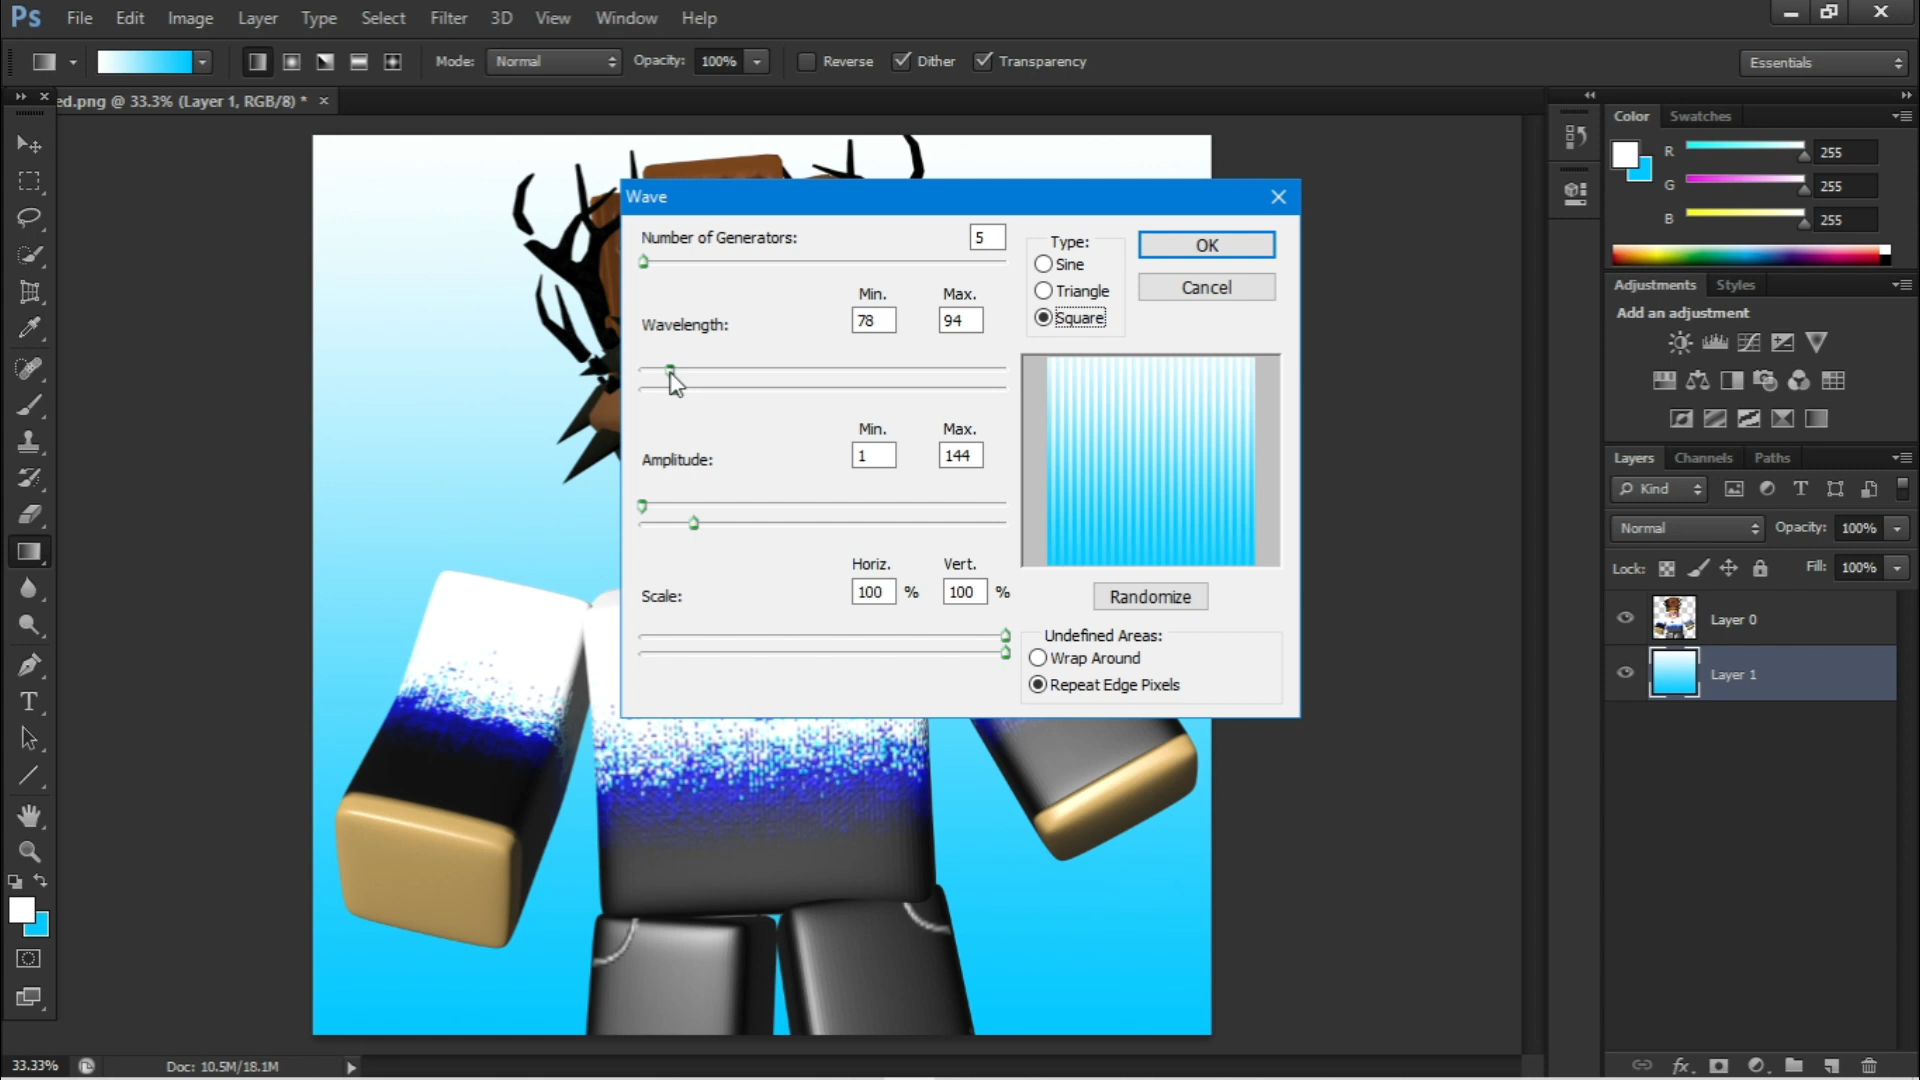 Ps File Edit Image Layer Type Select Filter 3D View Window Help
Mode: Normal Opacity: 100% Reverse Dither Transparency Essentials
ed.png @ 33.3% (Layer 1, RGB/8) * ×
Wave
Number of Generators: 5
Min. Max.
Wavelength: 78 94
Min. Max.
Amplitude: 1 144
Horiz. Vert.
Scale: 100 % 100 %
Type:
Sine
Triangle
Square
OK
Cancel
Randomize
Undefined Areas:
Wrap Around
Repeat Edge Pixels
Color Swatches
R 255
G 255
B 255
Adjustments Styles
Add an adjustment
Layers Channels Paths
Kind
Normal Opacity: 100%
Lock: Fill: 100%
Layer 0
Layer 1
fx
33.33% Doc: 10.5M/18.1M